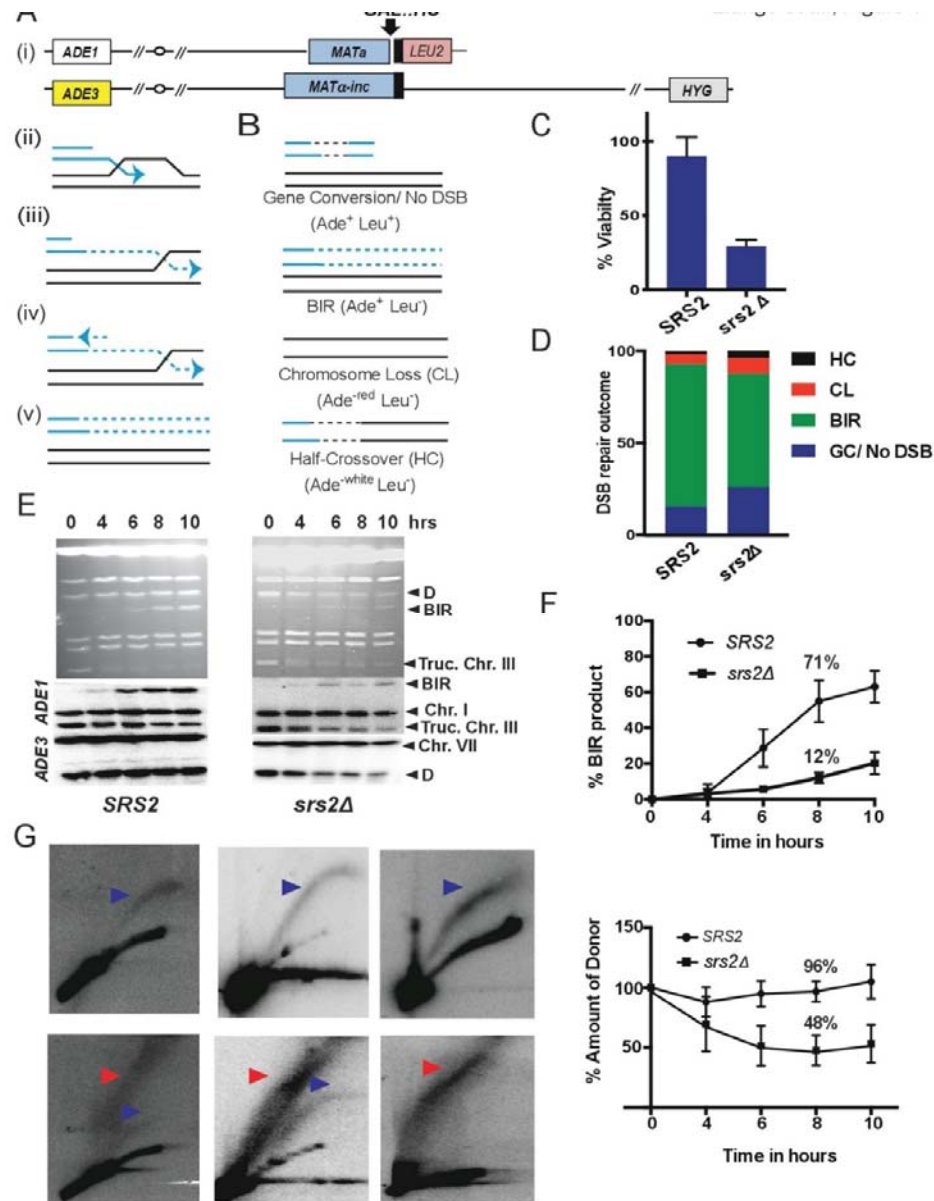 (i) ADE1 MATa LEU2
ADE3 MATα-inc HYG
(ii)
(iii)
(iv)
(v)
B
Gene Conversion/ No DSB
(Ade+ Leu+)
BIR (Ade+ Leu-)
Chromosome Loss (CL)
(Ade-red Leu-)
Half-Crossover (HC)
(Ade-white Leu-)
C
% Viabilty
100
50
0
SRS2 srs2 Δ
D
DSB repair outcome
100
50
0
SRS2 srs2Δ
HC
CL
BIR
GC/ No DSB
E
0 4 6 8 10 hrs 0 4 6 8 10 hrs
D
BIR
Truc. Chr. III
BIR
Chr. I
Truc. Chr. III
Chr. VII
D
ADE1
ADE3
SRS2 srs2Δ
F
% BIR product
100
80
60
40
20
0
SRS2
srs2Δ
71%
12%
0 4 6 8 10
Time in hours
% Amount of Donor
150
100
50
SRS2
srs2Δ
96%
48%
0 4 6 8 10
Time in hours
G